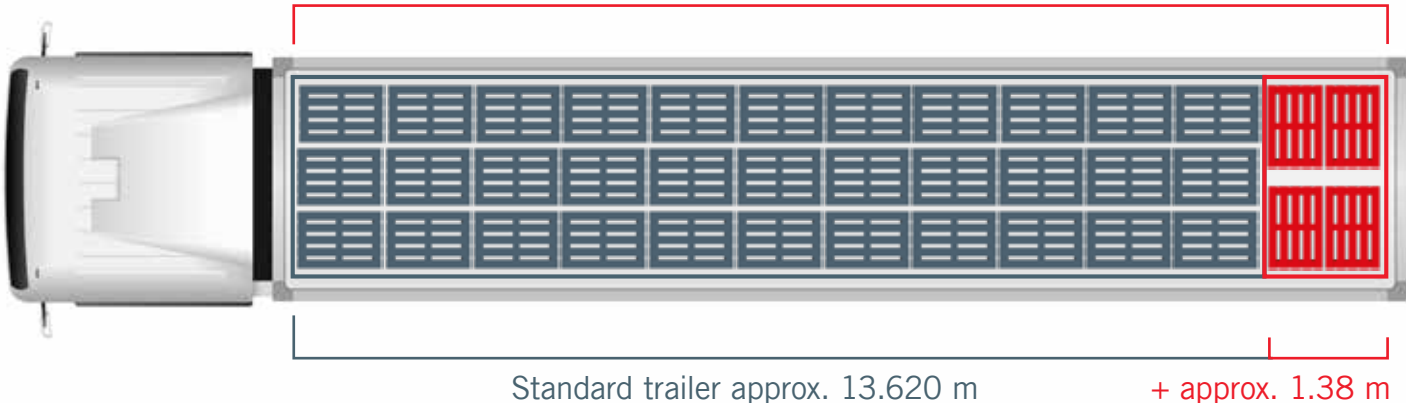 Standard trailer approx. 13.620 m
+ approx. 1.38 m